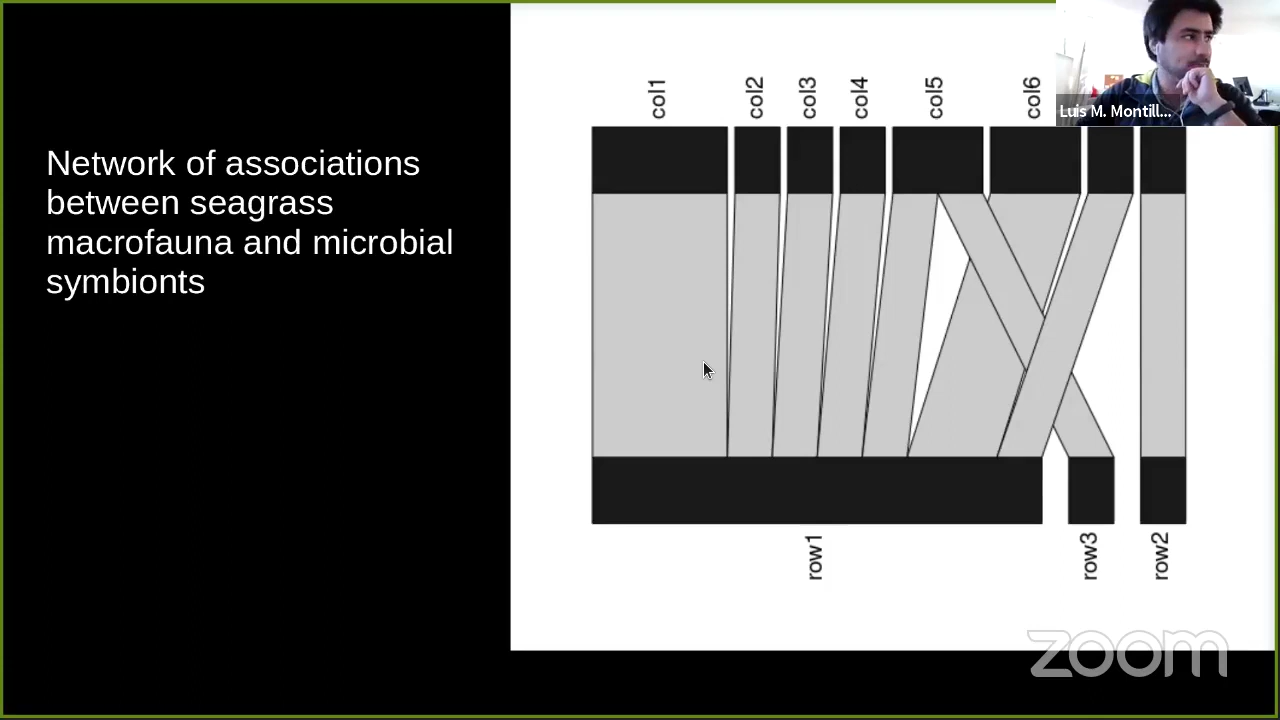 Network of associations
between seagrass
macrofauna and microbial
symbionts
col1
col2
col3
col4
col5
col6
Luis M. Montill...
row1
row3
row2
zoom